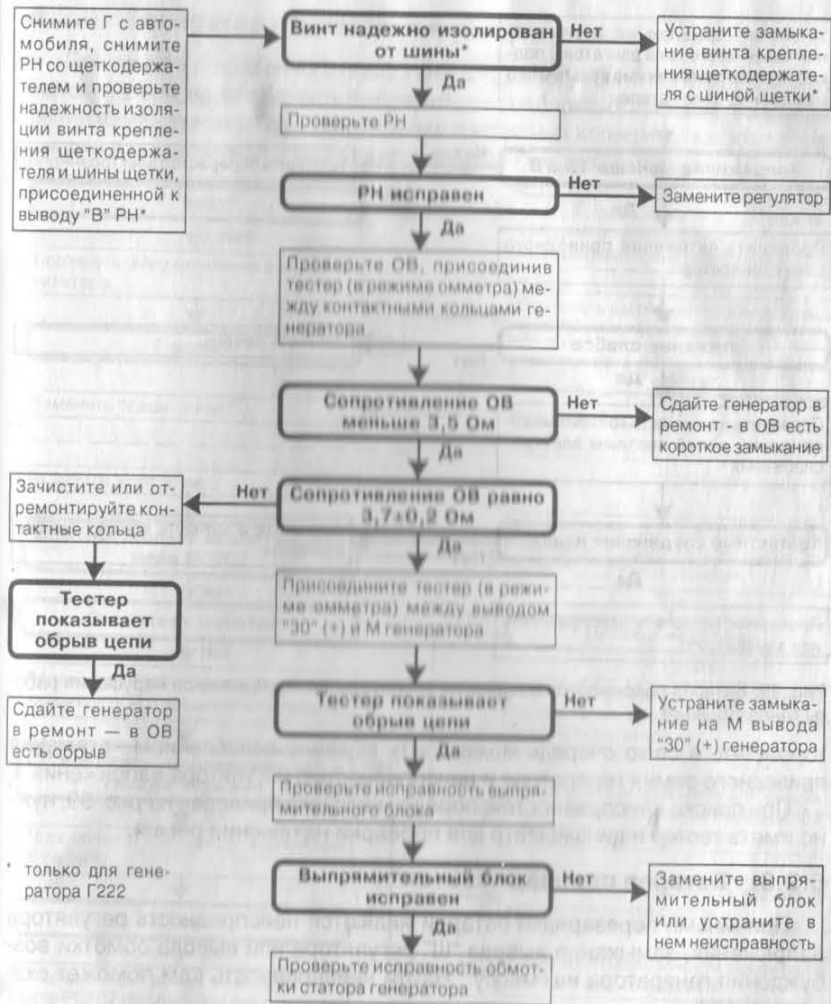 Снимите Г с авто-
мобиля, снимите
РН со щеткодержа-
телем и проверьте
надежность изоля-
ции винта крепле-
ния щеткодержа-
теля и шины щетки,
присоединенной к
выводу "В" РН*
Винт надежно изолирован
от шины*
Нет
Устраните замыка-
ние винта крепле-
ния щеткодержате-
ля с шиной щетки*
Да
Проверьте РН
РН исправен
Нет
Замените регулятор
Да
Проверьте ОВ, присоединив
тестер (в режиме омметра) ме-
жду контактными кольцами ге-
нератора
Сопротивление ОВ
меньше 3,5 Ом
Нет
Сдайте генератор в
ремонт - в ОВ есть
короткое замыкание
Да
Сопротивление ОВ равно
3,7±0,2 Ом
Нет
Зачистите или от-
ремонтируйте кон-
тактные кольца
Тестер
показывает
обрыв цепи
Да
Сдайте генератор
в ремонт — в ОВ
есть обрыв
Да
Присоедините тестер (в режи-
ме омметра) между выводом
"30" (+) и М генератора
Тестер показывает
обрыв цепи
Нет
Устраните замыка-
ние на М вывода
"30" (+) генератора
Да
Проверьте исправность выпря-
мительного блока
Выпрямительный блок
исправен
Нет
Замените выпря-
мительный блок
или устраните в
нем неисправность
Да
Проверьте исправность обмот-
ки статора генератора
* только для гене-
ратора Г222